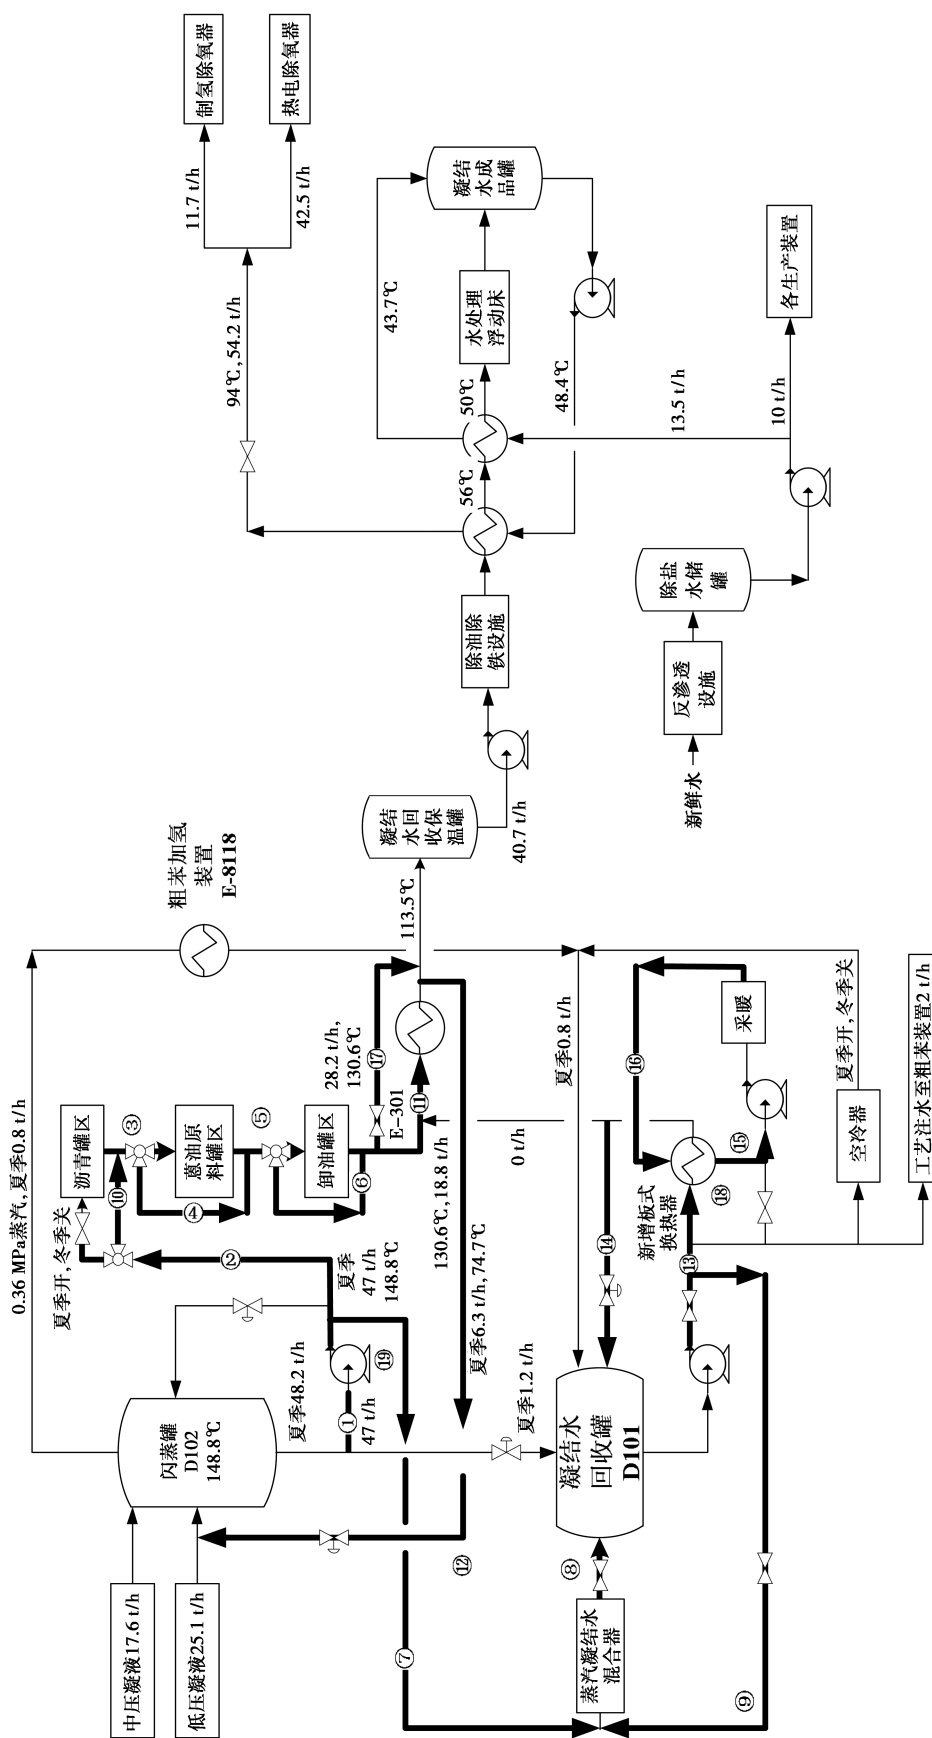 中压凝液17.6 t/h
低压凝液25.1 t/h
闪蒸罐
D102
148.8℃
0.36 MPa蒸汽,夏季0.8 t/h
夏季开,冬季关
沥青罐区
③
蒽油原
料罐区
⑤
卸油罐区
④
⑩
②
⑥
夏季
47 t/h
148.8℃
夏季48.2 t/h
①
47 t/h
⑲
⑦
⑫
夏季6.3 t/h,74.7℃
130.6℃,18.8 t/h
28.2 t/h,
130.6℃
⑰
E-301
⑪
粗苯加氢
装置
E-8118
113.5℃
凝结
水回
收保
温罐
40.7 t/h
除油除
铁设施
56℃
50℃
水处理
浮动床
43.7℃
凝结
水成
品罐
48.4℃
94℃,54.2 t/h
11.7 t/h
42.5 t/h
制氢除氧器
热电除氧器
13.5 t/h
10 t/h
各生产装置
新鲜水
反渗透
设施
除盐
水储
罐
蒸汽凝结水
混合器
⑧
⑨
夏季1.2 t/h
凝结水
回收罐
D101
⑭
0 t/h
夏季0.8 t/h
⑬
新增板式
换热器
⑱
⑮
⑯
采暖
空冷器
夏季开,冬季关
工艺注水至粗苯装置2 t/h